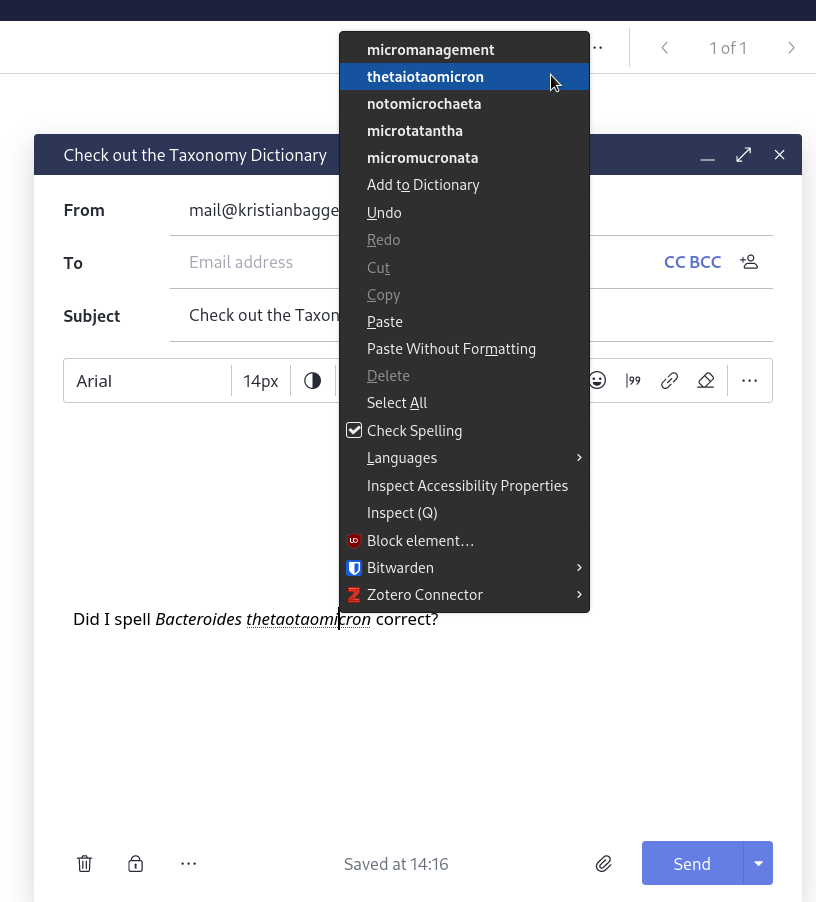 1 of 1
Check out the Taxonomy Dictionary
From mail@kristianbagge
To Email address CC BCC
Subject Check out the Taxon
Arial 14px
micromanagement
thetaiotaomicron
notomicrochaeta
microtatantha
micromucronata
Add to Dictionary
Undo
Redo
Cut
Copy
Paste
Paste Without Formatting
Delete
Select All
Check Spelling
Languages
Inspect Accessibility Properties
Inspect (Q)
Block element…
Bitwarden
Zotero Connector
Did I spell Bacteroides thetaotaomicron correct?
Saved at 14:16
Send